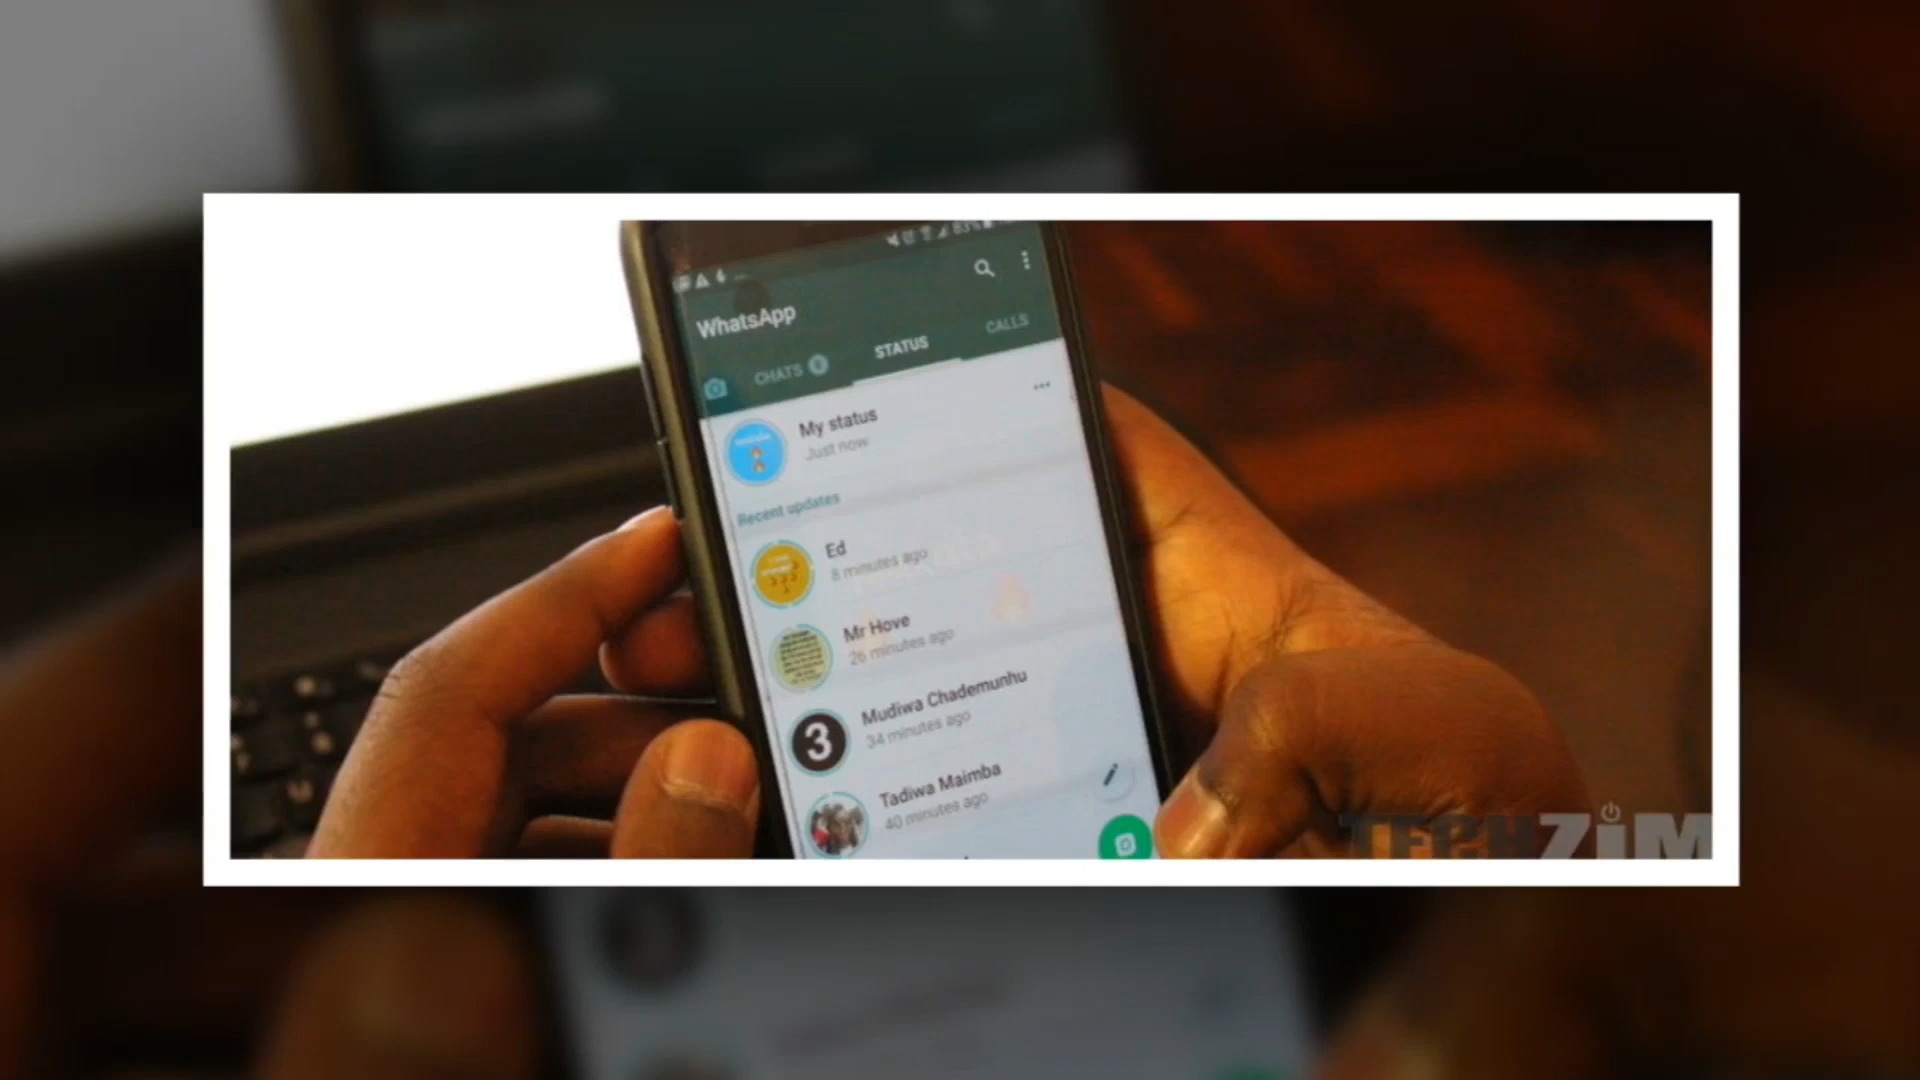 83%
WhatsApp
CHATS
STATUS
CALLS
My status
Just now
Recent updates
Ed
8 minutes ago
Mr Hove
26 minutes ago
Mudiwa Chademunhu
34 minutes ago
3
Tadiwa Maimba
40 minutes ago
TECHZiM